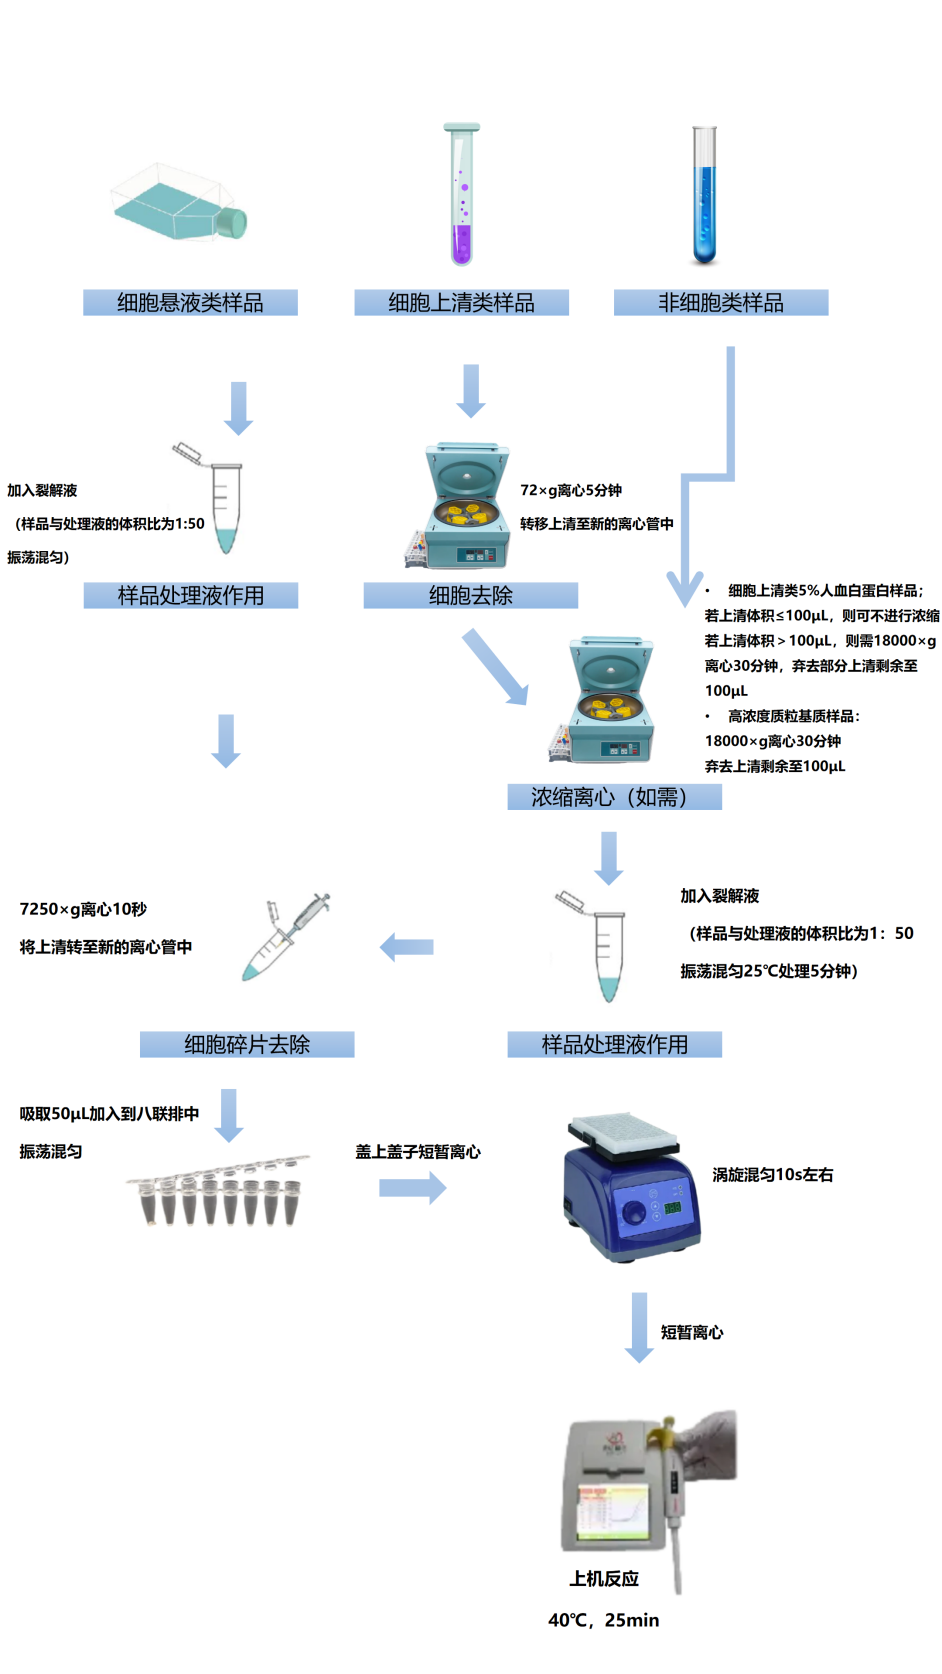 细胞悬液类样品
细胞上清类样品
非细胞类样品
加入裂解液
（样品与处理液的体积比为1:50
振荡混匀）
样品处理液作用
72×g离心5分钟
转移上清至新的离心管中
细胞去除
• 细胞上清类5%人血白蛋白样品；
若上清体积≤100μL，则可不进行浓缩
若上清体积＞100μL，则需18000×g
离心30分钟，弃去部分上清剩余至
100μL
• 高浓度质粒基质样品：
18000×g离心30分钟
弃去上清剩余至100μL
浓缩离心（如需）
加入裂解液
（样品与处理液的体积比为1：50
振荡混匀25℃处理5分钟）
样品处理液作用
7250×g离心10秒
将上清转至新的离心管中
细胞碎片去除
吸取50μL加入到八联排中
振荡混匀
盖上盖子短暂离心
涡旋混匀10s左右
短暂离心
上机反应
40℃，25min